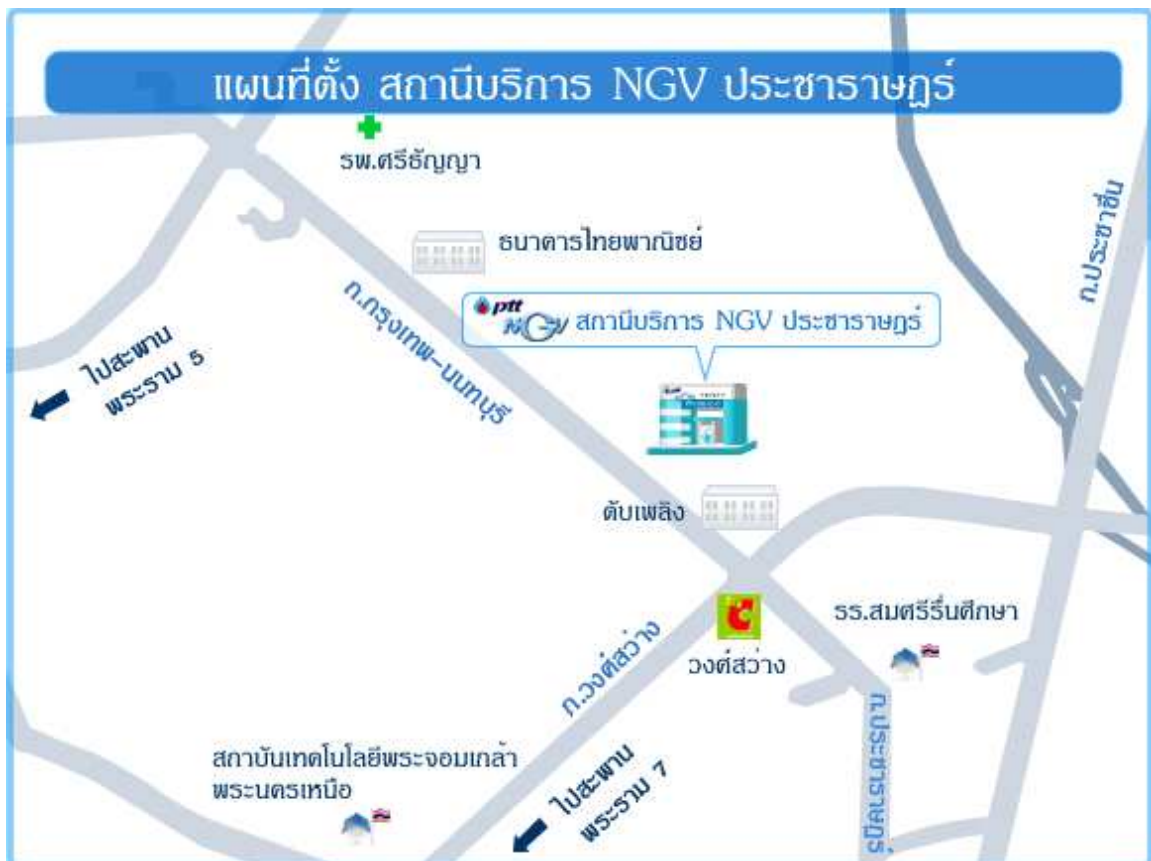 แผนที่ตั้ง สถานีบริการ NGV ประชาราษฎร์
รพ.ศรีธัญญา
ธนาคารไทยพาณิชย์
ถ.ประชาชื่น
ptt
NGV สถานีบริการ NGV ประชาราษฎร์
ถ.กรุงเทพ-นนทบุรี
ไปสะพาน
พระราม 5
ดับเพลิง
รร.สมศรีรื่นศึกษา
วงศ์สว่าง
ถ.วงศ์สว่าง
ถ.ประชาราษฎร์
สถาบันเทคโนโลยีพระจอมเกล้า
พระนครเหนือ
ไปสะพาน
พระราม 7